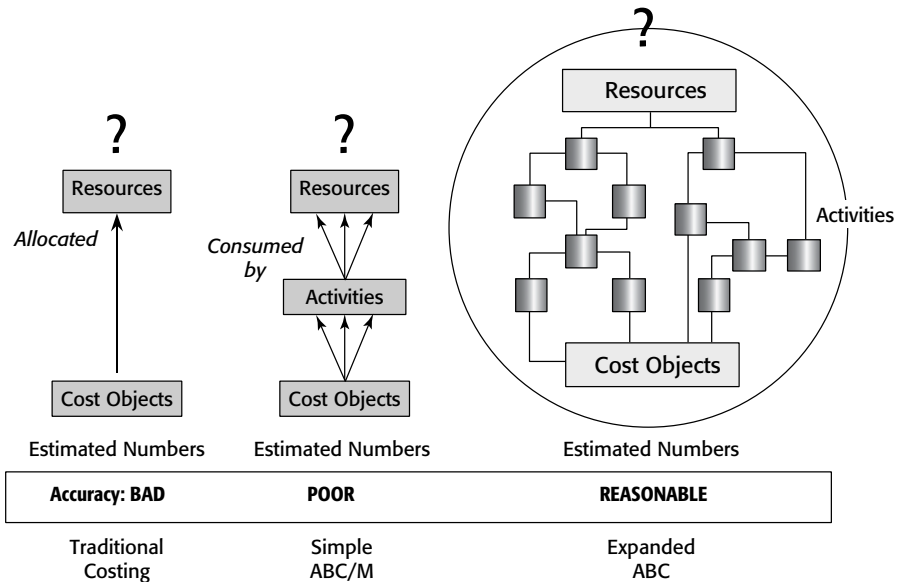 ?
Resources
Allocated
Cost Objects
Estimated Numbers
?
Resources
Consumed
by
Activities
Cost Objects
Estimated Numbers
?
Resources
Activities
Cost Objects
Estimated Numbers
Accuracy: BAD
POOR
REASONABLE
Traditional
Costing
Simple
ABC/M
Expanded
ABC